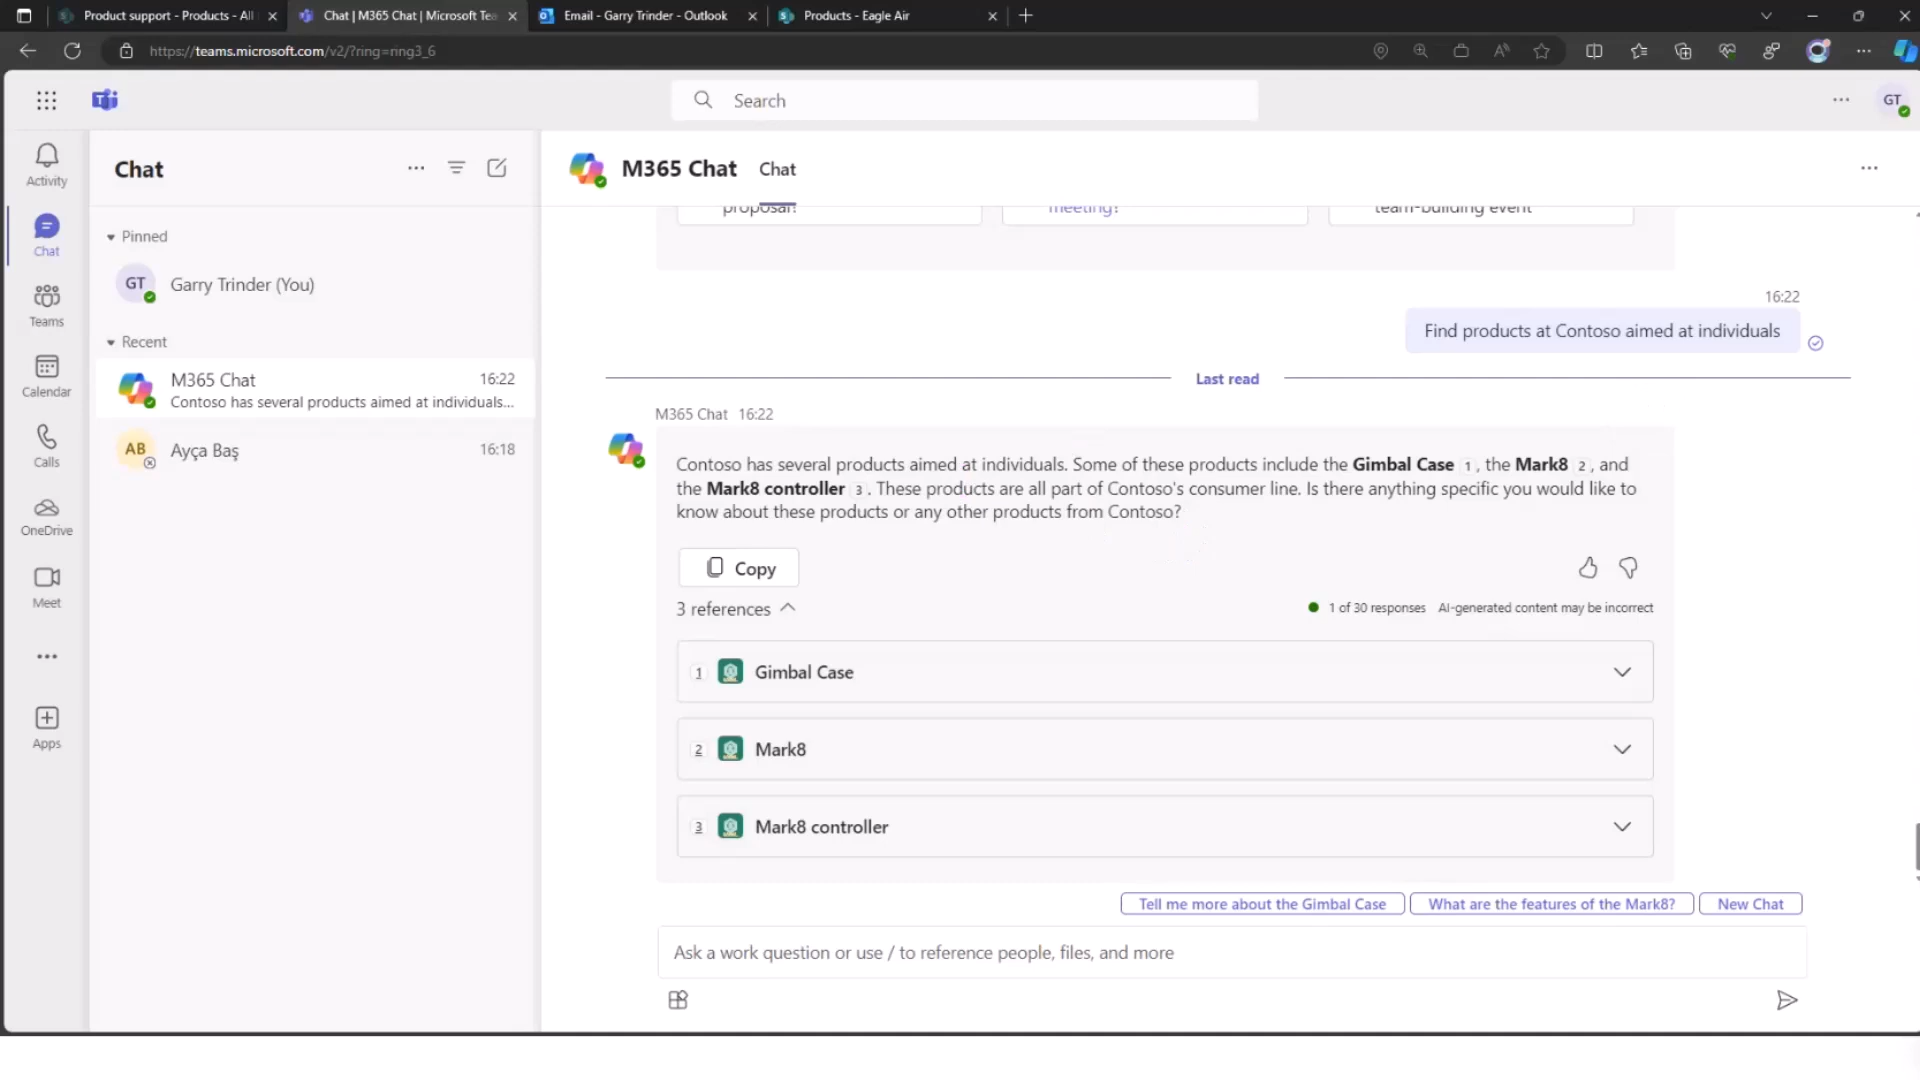 Product support - Products - All
Chat | M365 Chat | Microsoft Tea
Email - Garry Trinder - Outlook
Products - Eagle Air
https://teams.microsoft.com/v2/?ring=ring3_6
Search
GT
Activity
Chat
Teams
Calendar
Calls
OneDrive
Meet
Apps
Chat
Pinned
GT
Garry Trinder (You)
Recent
M365 Chat 16:22
Contoso has several products aimed at individuals...
AB
Ayça Baş 16:18
M365 Chat Chat
proposal?
meeting?
team-building event
16:22
Find products at Contoso aimed at individuals
Last read
M365 Chat 16:22
Contoso has several products aimed at individuals. Some of these products include the Gimbal Case 1, the Mark8 2, and
the Mark8 controller 3. These products are all part of Contoso's consumer line. Is there anything specific you would like to
know about these products or any other products from Contoso?
Copy
3 references
1 of 30 responses AI-generated content may be incorrect
1 Gimbal Case
2 Mark8
3 Mark8 controller
Tell me more about the Gimbal Case
What are the features of the Mark8?
New Chat
Ask a work question or use / to reference people, files, and more